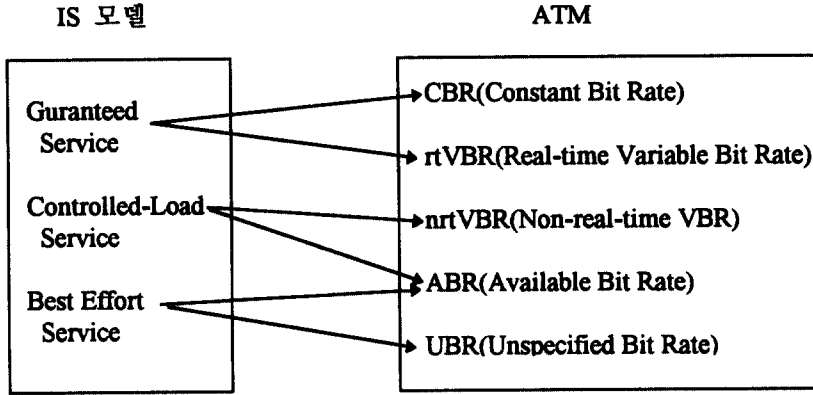 IS 모델
ATM
Guranteed
Service
Controlled-Load
Service
Best Effort
Service
CBR(Constant Bit Rate)
rtVBR(Real-time Variable Bit Rate)
nrtVBR(Non-real-time VBR)
ABR(Available Bit Rate)
UBR(Unspecified Bit Rate)